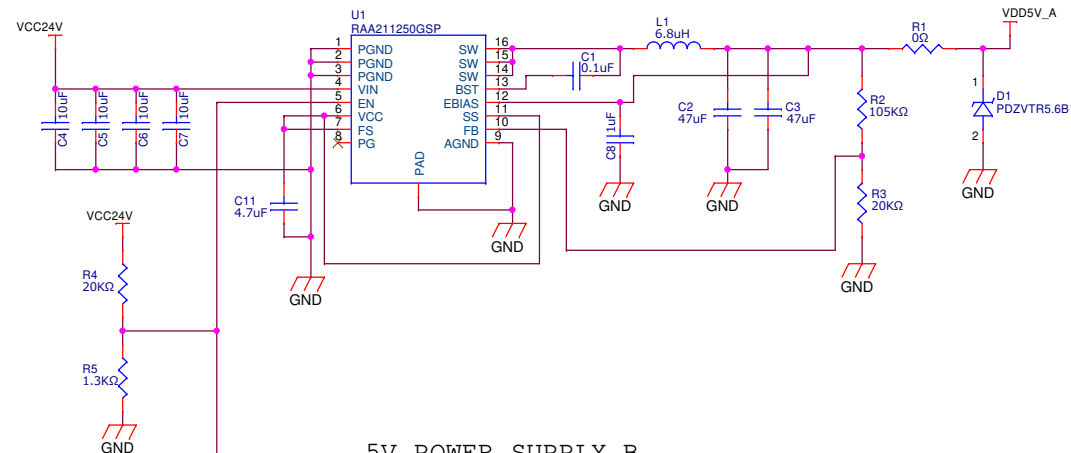 VCC24V
U1
RAA211250GSP
1 PGND
2 PGND
3 PGND
4 VIN
5 EN
6 VCC
7 FS
8 PG
PAD
SW 16
SW 15
SW 14
BST 13
EBIAS 12
SS 11
FB 10
AGND 9
C4 10uF
C5 10uF
C6 10uF
C7 10uF
C11
4.7uF
GND
GND
C1
0.1uF
L1
6.8uH
C8 1uF
GND
C2
47uF
C3
47uF
GND
R1
0Ω
R2
105KΩ
R3
20KΩ
GND
VDD5V_A
1
D1
PDZVTR5.6B
2
GND
VCC24V
R4
20KΩ
R5
1.3KΩ
GND
5V POWER SUPPLY B